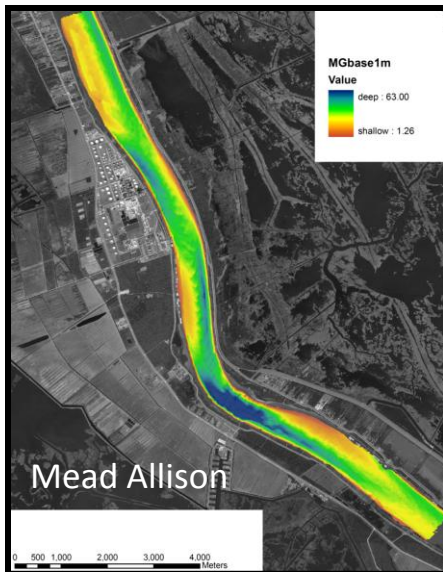 MGbase1m
Value
deep : 63.00
shallow : 1.26
Mead Allison
0 500 1,000 2,000 3,000 4,000
Meters